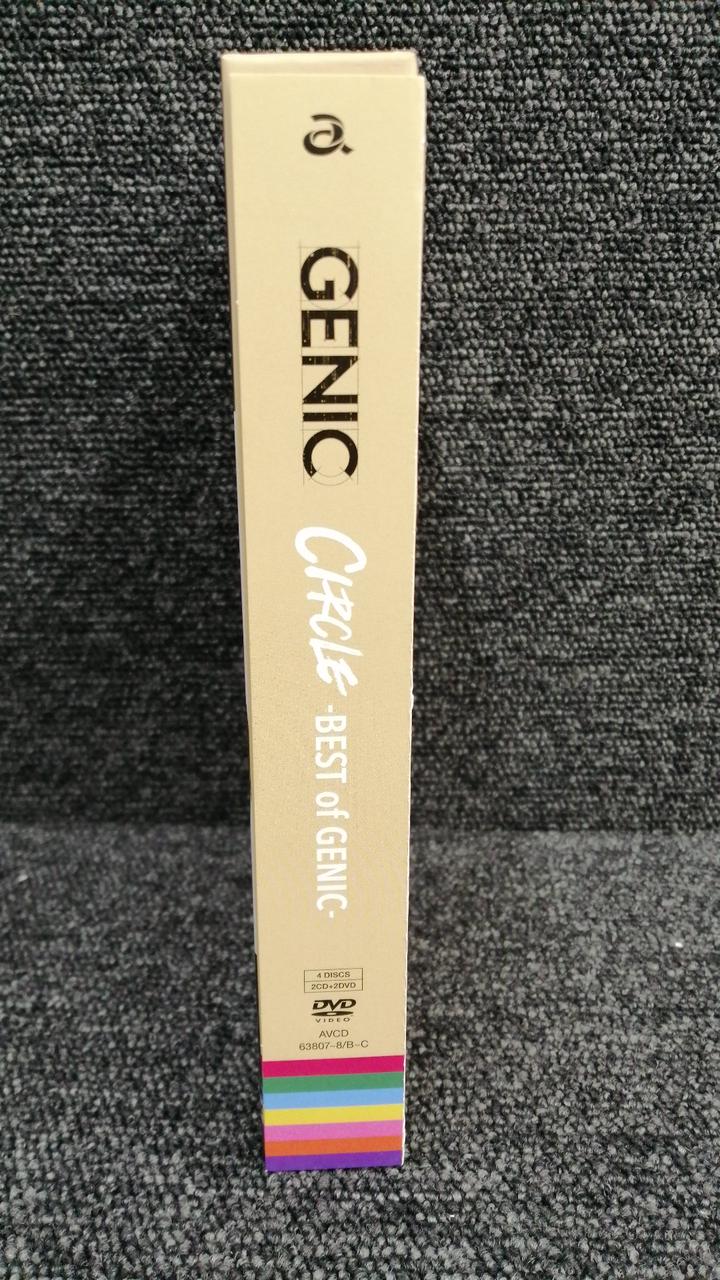 a
GENIC
CIRCLE
-BEST of GENIC-
4 DISCS
2CD+2DVD
DVD
VIDEO
AVCD
63807-8/B-C